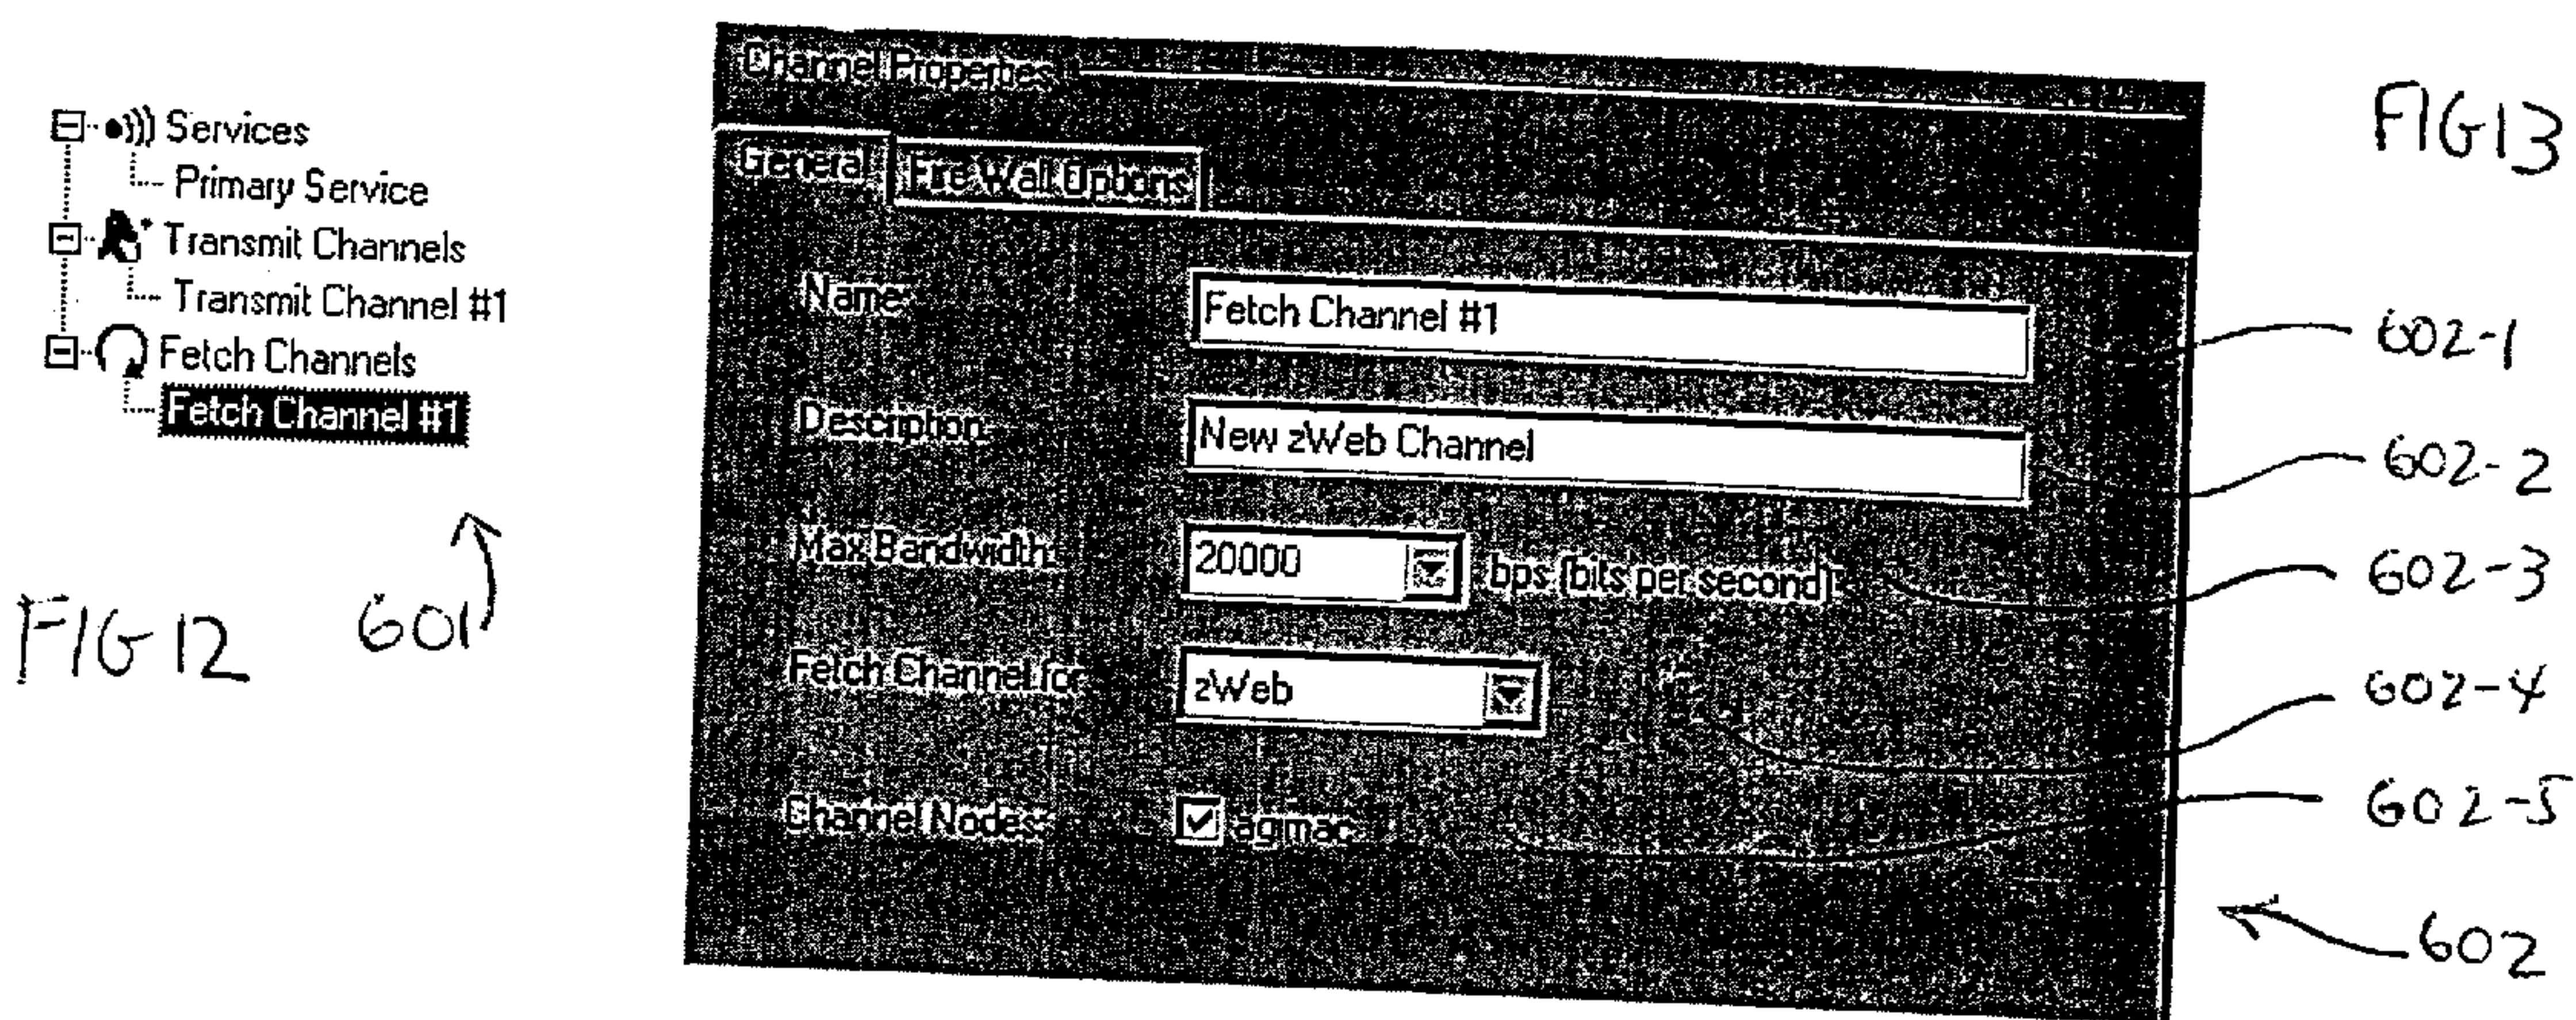 Services
Primary Service
Transmit Channels
Transmit Channel #1
Fetch Channels
Fetch Channel #1
601
FIG 12
Channel Properties
General
Fire Wall Options
Name:
Fetch Channel #1
Description:
New zWeb Channel
Max Bandwidth:
20000
bps (bits per second)
Fetch Channel for:
zWeb
Channel Nodes:
agmac
FIG13
602-1
602-2
602-3
602-4
602-5
602